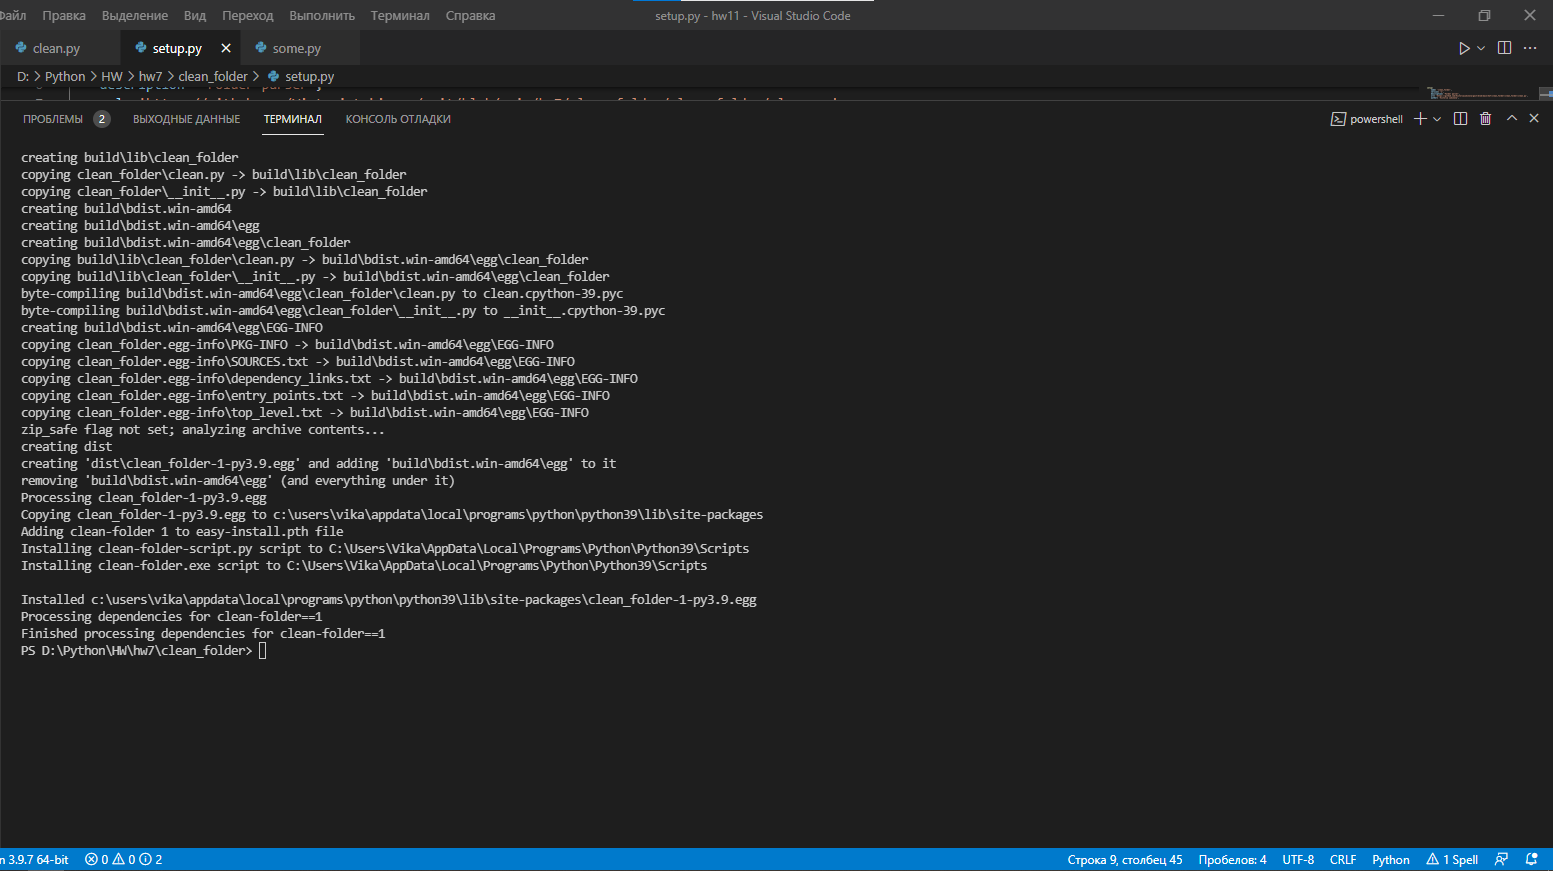 Файл Правка Выделение Вид Переход Выполнить Терминал Справка setup.py - hw11 - Visual Studio Code
clean.py setup.py some.py
D: > Python > HW > hw7 > clean_folder > setup.py
ПРОБЛЕМЫ 2 ВЫХОДНЫЕ ДАННЫЕ ТЕРМИНАЛ КОНСОЛЬ ОТЛАДКИ powershell
creating build\lib\clean_folder
copying clean_folder\clean.py -> build\lib\clean_folder
copying clean_folder\__init__.py -> build\lib\clean_folder
creating build\bdist.win-amd64
creating build\bdist.win-amd64\egg
creating build\bdist.win-amd64\egg\clean_folder
copying build\lib\clean_folder\clean.py -> build\bdist.win-amd64\egg\clean_folder
copying build\lib\clean_folder\__init__.py -> build\bdist.win-amd64\egg\clean_folder
byte-compiling build\bdist.win-amd64\egg\clean_folder\clean.py to clean.cpython-39.pyc
byte-compiling build\bdist.win-amd64\egg\clean_folder\__init__.py to __init__.cpython-39.pyc
creating build\bdist.win-amd64\egg\EGG-INFO
copying clean_folder.egg-info\PKG-INFO -> build\bdist.win-amd64\egg\EGG-INFO
copying clean_folder.egg-info\SOURCES.txt -> build\bdist.win-amd64\egg\EGG-INFO
copying clean_folder.egg-info\dependency_links.txt -> build\bdist.win-amd64\egg\EGG-INFO
copying clean_folder.egg-info\entry_points.txt -> build\bdist.win-amd64\egg\EGG-INFO
copying clean_folder.egg-info\top_level.txt -> build\bdist.win-amd64\egg\EGG-INFO
zip_safe flag not set; analyzing archive contents...
creating dist
creating 'dist\clean_folder-1-py3.9.egg' and adding 'build\bdist.win-amd64\egg' to it
removing 'build\bdist.win-amd64\egg' (and everything under it)
Processing clean_folder-1-py3.9.egg
Copying clean_folder-1-py3.9.egg to c:\users\vika\appdata\local\programs\python\python39\lib\site-packages
Adding clean-folder 1 to easy-install.pth file
Installing clean-folder-script.py script to C:\Users\Vika\AppData\Local\Programs\Python\Python39\Scripts
Installing clean-folder.exe script to C:\Users\Vika\AppData\Local\Programs\Python\Python39\Scripts
Installed c:\users\vika\appdata\local\programs\python\python39\lib\site-packages\clean_folder-1-py3.9.egg
Processing dependencies for clean-folder==1
Finished processing dependencies for clean-folder==1
PS D:\Python\HW\hw7\clean_folder>
n 3.9.7 64-bit 0 0 2 Строка 9, столбец 45 Пробелов: 4 UTF-8 CRLF Python 1 Spell